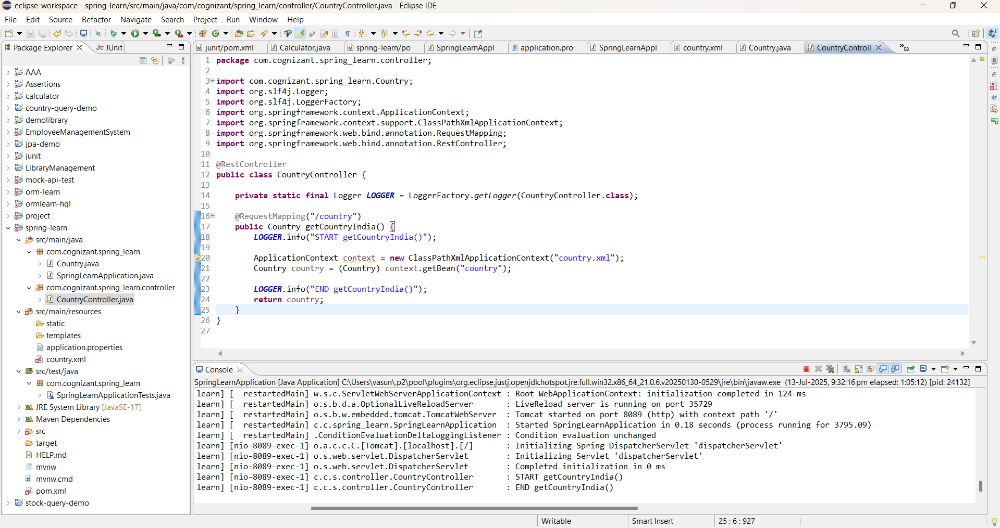 eclipse-workspace - spring-learn/src/main/java/com/cognizant/spring_learn/controller/CountryController.java - Eclipse IDE
File Edit Source Refactor Navigate Search Project Run Window Help
Package Explorer JUnit
junit/pom.xml Calculator.java spring-learn/po SpringLearnAppl application.pro SpringLearnAppl country.xml Country.java CountryControll »58
AAA
Assertions
calculator
country-query-demo
demolibrary
EmployeeManagementSystem
jpa-demo
junit
LibraryManagement
mock-api-test
orm-learn
ormlearn-hql
project
spring-learn
src/main/java
com.cognizant.spring_learn
Country.java
SpringLearnApplication.java
com.cognizant.spring_learn.controller
CountryController.java
src/main/resources
static
templates
application.properties
country.xml
src/test/java
com.cognizant.spring_learn
SpringLearnApplicationTests.java
JRE System Library [JavaSE-17]
Maven Dependencies
src
target
HELP.md
mvnw
mvnw.cmd
pom.xml
stock-query-demo
1 package com.cognizant.spring_learn.controller;
2
3 import com.cognizant.spring_learn.Country;
4 import org.slf4j.Logger;
5 import org.slf4j.LoggerFactory;
6 import org.springframework.context.ApplicationContext;
7 import org.springframework.context.support.ClassPathXmlApplicationContext;
8 import org.springframework.web.bind.annotation.RequestMapping;
9 import org.springframework.web.bind.annotation.RestController;
10
11 @RestController
12 public class CountryController {
13
14 private static final Logger LOGGER = LoggerFactory.getLogger(CountryController.class);
15
16 @RequestMapping("/country")
17 public Country getCountryIndia() {
18 LOGGER.info("START getCountryIndia()");
19
20 ApplicationContext context = new ClassPathXmlApplicationContext("country.xml");
21 Country country = (Country) context.getBean("country");
22
23 LOGGER.info("END getCountryIndia()");
24 return country;
25 }
26 }
27
Console
SpringLearnApplication [Java Application] C:\Users\vasun\.p2\pool\plugins\org.eclipse.justj.openjdk.hotspot.jre.full.win32.x86_64_21.0.6.v20250130-0529\jre\bin\javaw.exe (13-Jul-2025, 9:32:16 pm elapsed: 1:05:12) [pid: 24132]
learn] [ restartedMain] w.s.c.ServletWebServerApplicationContext : Root WebApplicationContext: initialization completed in 124 ms
learn] [ restartedMain] o.s.b.d.a.OptionalLiveReloadServer : LiveReload server is running on port 35729
learn] [ restartedMain] o.s.b.w.embedded.tomcat.TomcatWebServer : Tomcat started on port 8089 (http) with context path '/'
learn] [ restartedMain] c.c.spring_learn.SpringLearnApplication : Started SpringLearnApplication in 0.18 seconds (process running for 3795.09)
learn] [ restartedMain] .ConditionEvaluationDeltaLoggingListener : Condition evaluation unchanged
learn] [nio-8089-exec-1] o.a.c.c.C.[Tomcat].[localhost].[/] : Initializing Spring DispatcherServlet 'dispatcherServlet'
learn] [nio-8089-exec-1] o.s.web.servlet.DispatcherServlet : Initializing Servlet 'dispatcherServlet'
learn] [nio-8089-exec-1] o.s.web.servlet.DispatcherServlet : Completed initialization in 0 ms
learn] [nio-8089-exec-1] c.c.s.controller.CountryController : START getCountryIndia()
learn] [nio-8089-exec-1] c.c.s.controller.CountryController : END getCountryIndia()
Writable Smart Insert 25 : 6 : 927